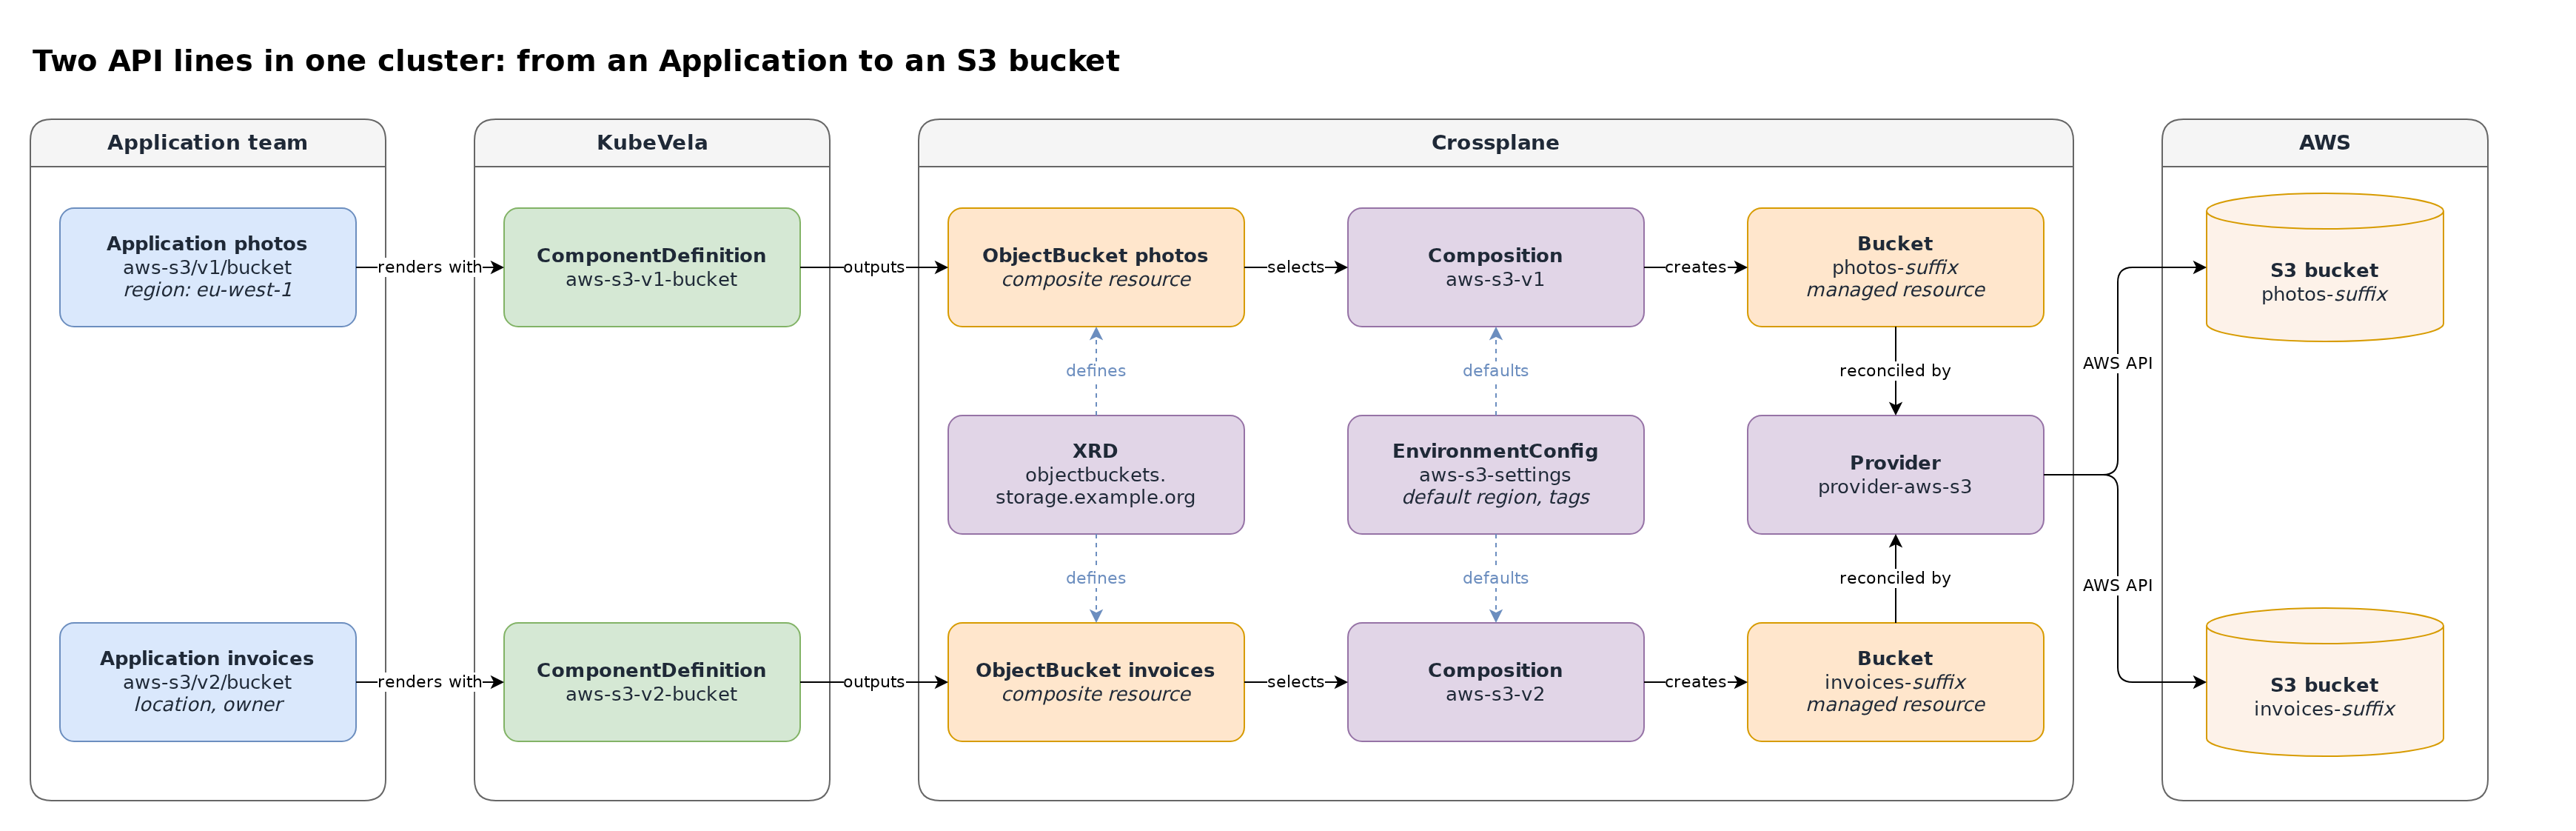 Two API lines in one cluster: from an Application to an S3 bucket
Application team
KubeVela
Crossplane
AWS
Application photos
aws-s3/v1/bucket
region: eu-west-1
renders with
ComponentDefinition
aws-s3-v1-bucket
outputs
ObjectBucket photos
composite resource
selects
Composition
aws-s3-v1
creates
Bucket
photos-suffix
managed resource
S3 bucket
photos-suffix
defines
defaults
reconciled by
AWS API
XRD
objectbuckets.
storage.example.org
EnvironmentConfig
aws-s3-settings
default region, tags
Provider
provider-aws-s3
defines
defaults
reconciled by
AWS API
Application invoices
aws-s3/v2/bucket
location, owner
renders with
ComponentDefinition
aws-s3-v2-bucket
outputs
ObjectBucket invoices
composite resource
selects
Composition
aws-s3-v2
creates
Bucket
invoices-suffix
managed resource
S3 bucket
invoices-suffix